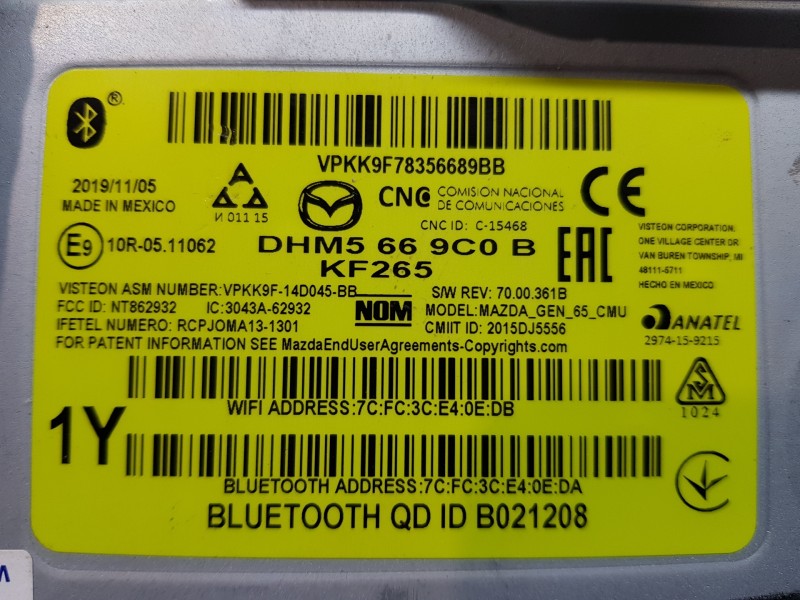 ®
VPKK9F78356689BB
2019/11/05
MADE IN MEXICO
И 011 15
CNC COMISION NACIONAL DE COMUNICACIONES
CNC ID: C-15468
CE
E9 10R-05.11062
DHM5 66 9C0 B
KF265
EAC
VISTEON CORPORATION:
ONE VILLAGE CENTER DR
VAN BUREN TOWNSHIP, MI
48111-5711
HECHO EN MEXICO
VISTEON ASM NUMBER:VPKK9F-14D045-BB
S/W REV: 70.00.361B
FCC ID: NT862932 IC:3043A-62932
NOM
MODEL:MAZDA_GEN_65_CMU
IFETEL NUMERO: RCPJOMA13-1301
CMIIT ID: 2015DJ5556
ANATEL
2974-15-9215
FOR PATENT INFORMATION SEE MazdaEndUserAgreements-Copyrights.com
WIFI ADDRESS:7C:FC:3C:E4:0E:DB
1024
1Y
BLUETOOTH ADDRESS:7C:FC:3C:E4:0E:DA
BLUETOOTH QD ID B021208